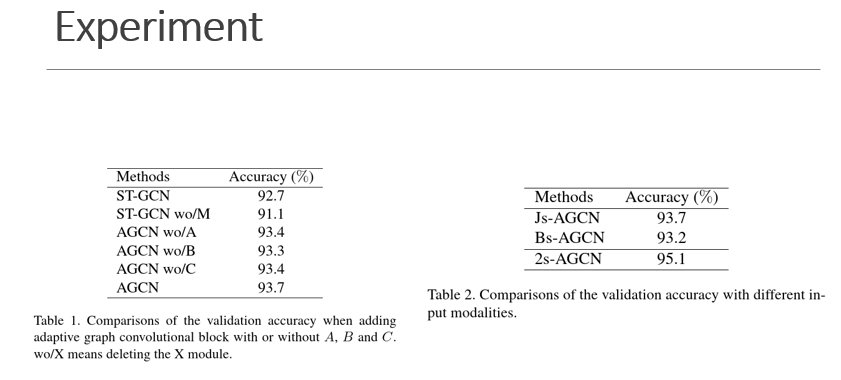 Experiment
Methods Accuracy (%)
ST-GCN 92.7
ST-GCN wo/M 91.1
AGCN wo/A 93.4
AGCN wo/B 93.3
AGCN wo/C 93.4
AGCN 93.7
Table 1. Comparisons of the validation accuracy when adding
adaptive graph convolutional block with or without A, B and C.
wo/X means deleting the X module.
Methods Accuracy (%)
Js-AGCN 93.7
Bs-AGCN 93.2
2s-AGCN 95.1
Table 2. Comparisons of the validation accuracy with different in-
put modalities.